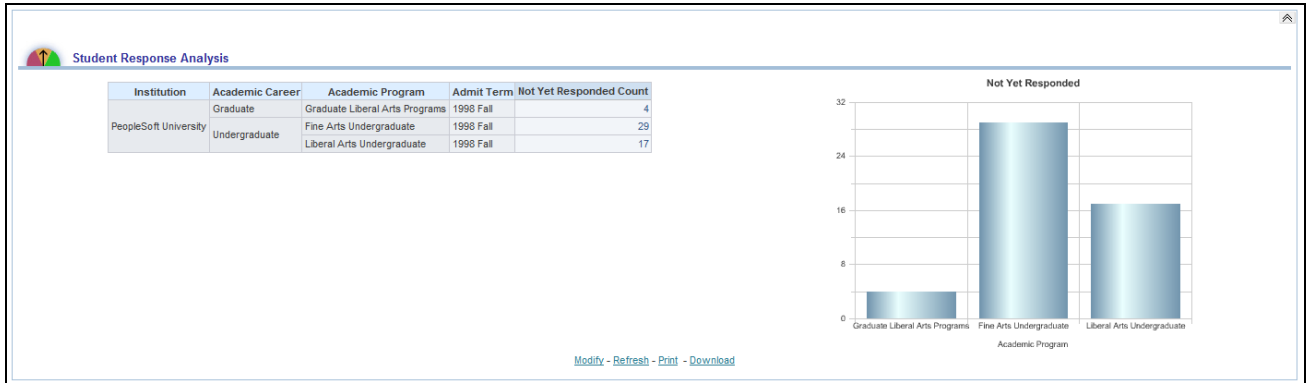 Student Response Analysis
Institution Academic Career Academic Program Admit Term Not Yet Responded Count
PeopleSoft University Graduate Graduate Liberal Arts Programs 1998 Fall 4
Undergraduate Fine Arts Undergraduate 1998 Fall 29
Liberal Arts Undergraduate 1998 Fall 17
Not Yet Responded
32
24
16
8
0
Graduate Liberal Arts Programs Fine Arts Undergraduate Liberal Arts Undergraduate
Academic Program
Modify - Refresh - Print - Download